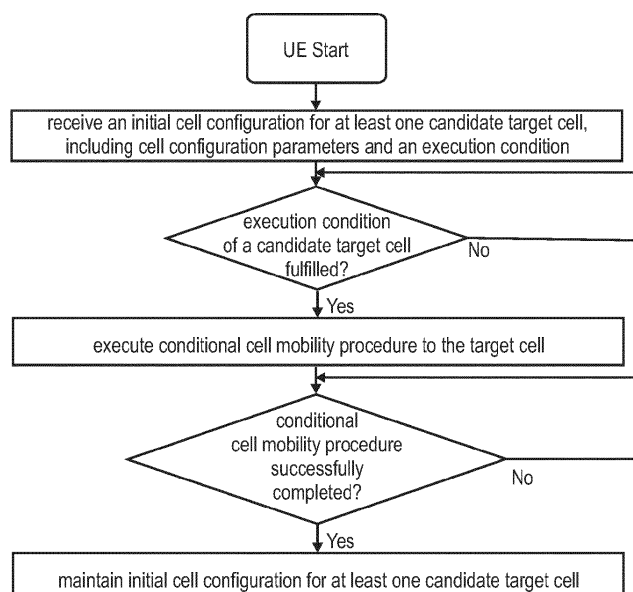 UE Start
receive an initial cell configuration for at least one candidate target cell,
including cell configuration parameters and an execution condition
execution condition
of a candidate target cell
fulfilled?
No
Yes
execute conditional cell mobility procedure to the target cell
conditional
cell mobility procedure
successfully
completed?
No
Yes
maintain initial cell configuration for at least one candidate target cell